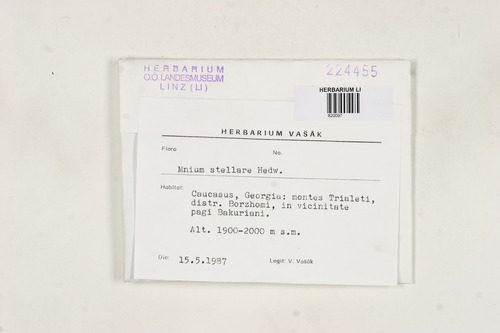 HERBARIUM
O.Ö. LANDESMUSEUM
LINZ (LI)
224455
HERBARIUM LI
820097
HERBARIUM VAŠÁK
Flora
No.
Mnium stellare Hedw.
Habitat:
Caucasus, Georgia: montes Trialeti,
distr. Borzhomi, in vicinitate
pagi Bakuriani.
Alt. 1900-2000 m s.m.
Die: 15.5.1987
Legit: V. Vašák